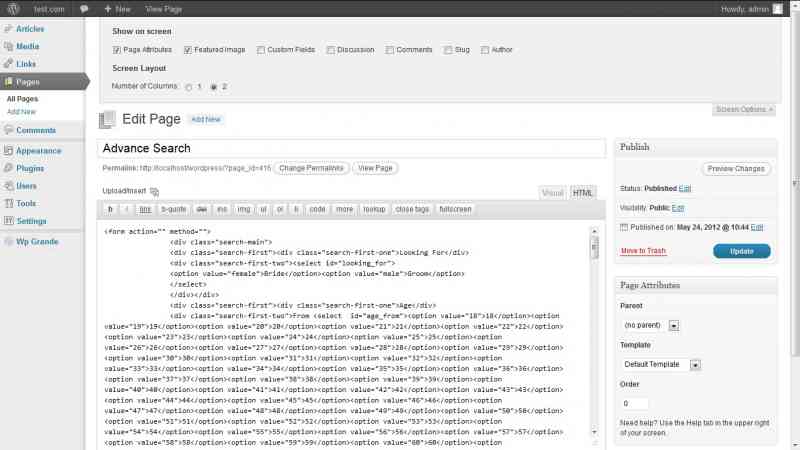 test.com
+ New
View Page
Howdy, admin
Articles
Media
Links
Pages
All Pages
Add New
Comments
Appearance
Plugins
Users
Tools
Settings
Wp Grande
Show on screen
Page Attributes
Featured Image
Custom Fields
Discussion
Comments
Slug
Author
Screen Layout
Number of Columns: 1 2
Screen Options
Edit Page Add New
Advance Search
Permalink: http://localhost/wordpress/?page_id=416 Change Permalinks View Page
Upload/Insert
Visual HTML
b i link b-quote del ins img ul ol li code more lookup close tags fullscreen
<form action="" method="">
<div class="search-main">
<div class="search-first"><div class="search-first-one">Looking For</div>
<div class="search-first-two"><select id="looking_for">
<option value="female">Bride</option><option value="male">Groom</option>
</select>
</div></div>
<div class="search-first"><div class="search-first-one">Age</div>
<div class="search-first-two">from <select id="age_from"><option value="18">18</option><option
value="19">19</option><option value="20">20</option><option value="21">21</option><option value="22">22</option>
<option value="23">23</option><option value="24">24</option><option value="25">25</option><option
value="26">26</option><option value="27">27</option><option value="28">28</option><option value="29">29</option>
<option value="30">30</option><option value="31">31</option><option value="32">32</option><option
value="33">33</option><option value="34">34</option><option value="35">35</option><option value="36">36</option>
<option value="37">37</option><option value="38">38</option><option value="39">39</option><option
value="40">40</option><option value="41">41</option><option value="42">42</option><option value="43">43</option>
<option value="44">44</option><option value="45">45</option><option value="46">46</option><option
value="47">47</option><option value="48">48</option><option value="49">49</option><option value="50">50</option>
<option value="51">51</option><option value="52">52</option><option value="53">53</option><option
value="54">54</option><option value="55">55</option><option value="56">56</option><option value="57">57</option>
<option value="58">58</option><option value="59">59</option><option value="60">60</option><option
Publish
Preview Changes
Status: Published Edit
Visibility: Public Edit
Published on: May 24, 2012 @ 10:44 Edit
Move to Trash
Update
Page Attributes
Parent
(no parent)
Template
Default Template
Order
0
Need help? Use the Help tab in the upper right
of your screen.